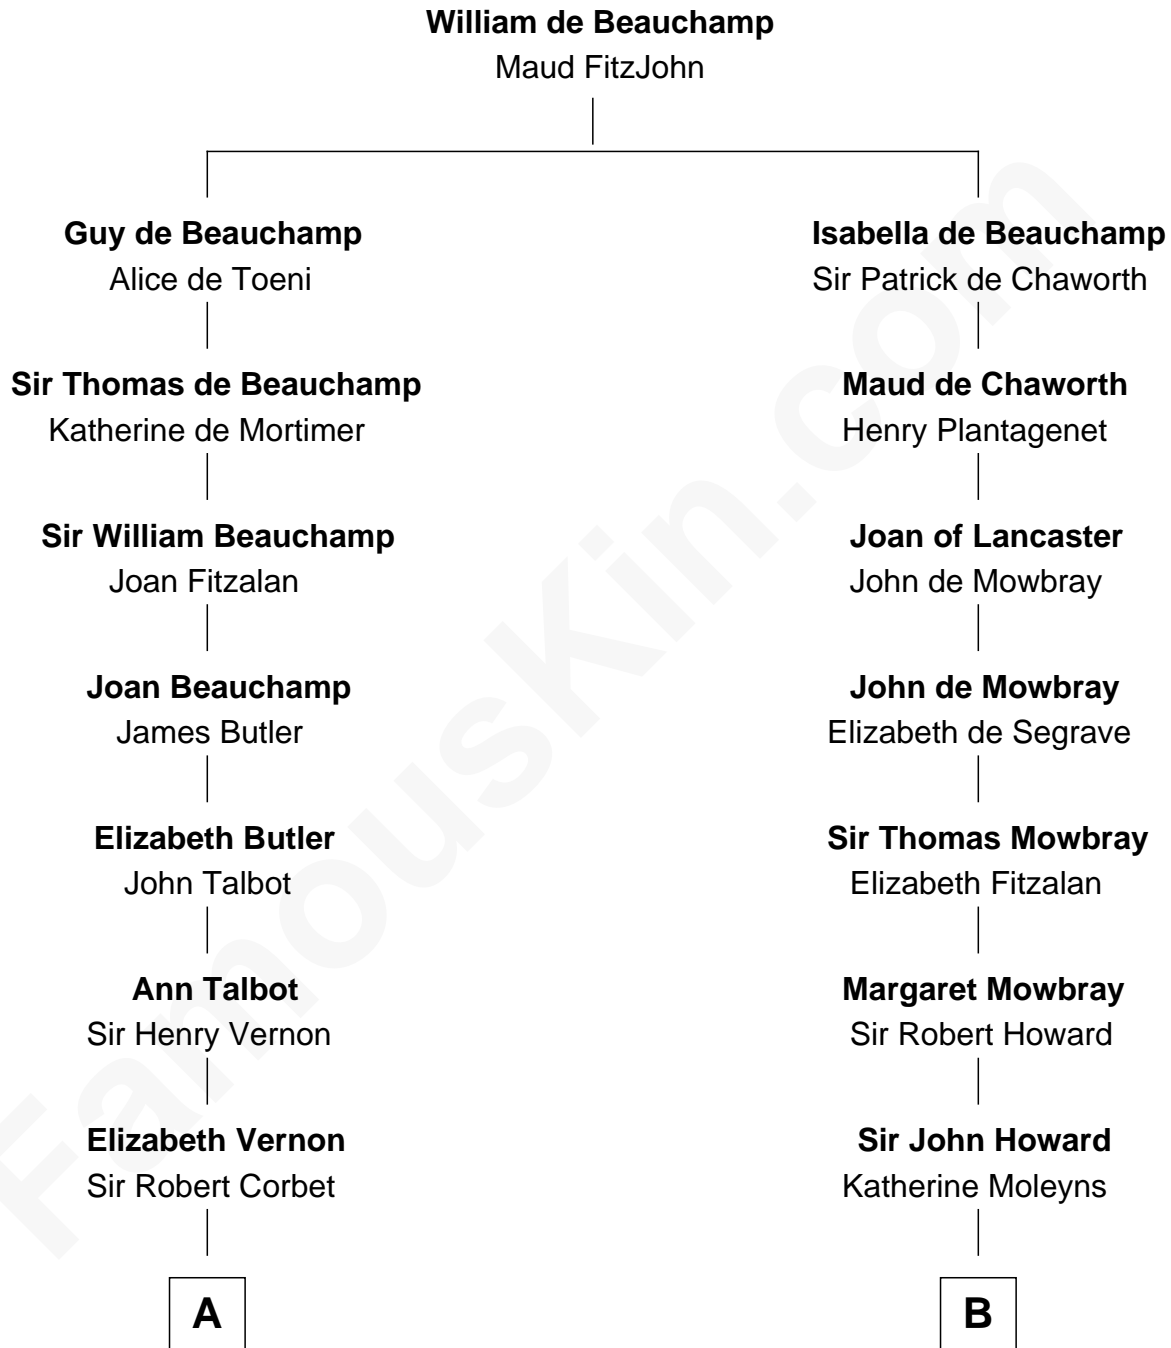 William de Beauchamp
Maud FitzJohn
Guy de Beauchamp
Alice de Toeni
Isabella de Beauchamp
Sir Patrick de Chaworth
Sir Thomas de Beauchamp
Katherine de Mortimer
Maud de Chaworth
Henry Plantagenet
Sir William Beauchamp
Joan Fitzalan
Joan of Lancaster
John de Mowbray
Joan Beauchamp
James Butler
John de Mowbray
Elizabeth de Segrave
Elizabeth Butler
John Talbot
Sir Thomas Mowbray
Elizabeth Fitzalan
Ann Talbot
Sir Henry Vernon
Margaret Mowbray
Sir Robert Howard
Elizabeth Vernon
Sir Robert Corbet
Sir John Howard
Katherine Moleyns
A
B
FamousKin.com